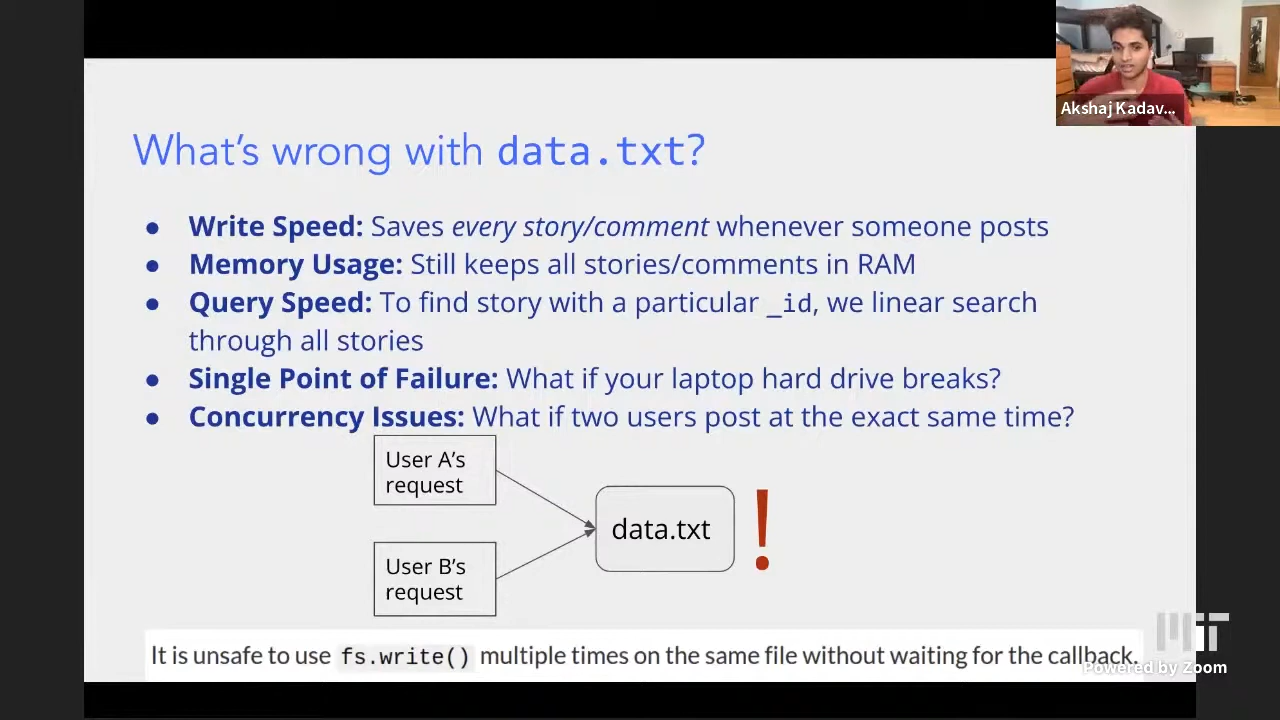 Akshaj Kadav...
What's wrong with data.txt?
● Write Speed: Saves every story/comment whenever someone posts
● Memory Usage: Still keeps all stories/comments in RAM
● Query Speed: To find story with a particular _id, we linear search
through all stories
● Single Point of Failure: What if your laptop hard drive breaks?
● Concurrency Issues: What if two users post at the exact same time?
User A's
request
data.txt
!
User B's
request
It is unsafe to use fs.write() multiple times on the same file without waiting for the callback.
MIT
Powered by Zoom